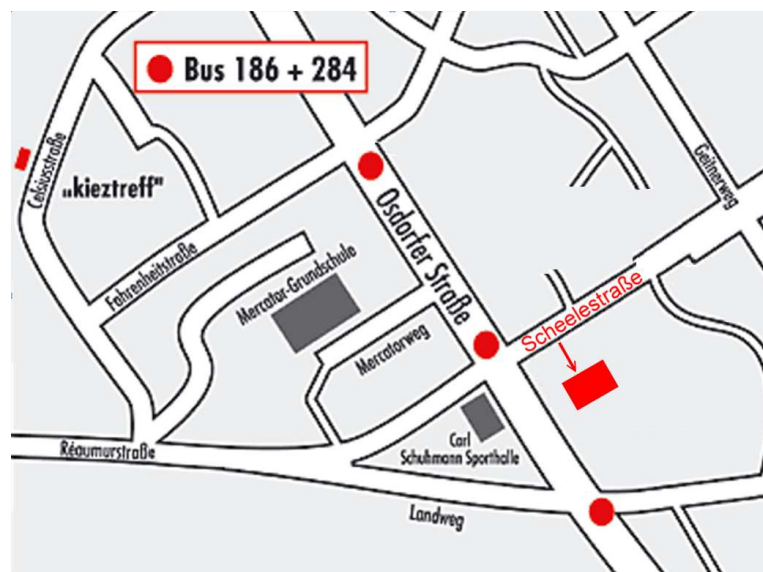 Bus 186 + 284
Celsiusstraße
„kieztreff"
Fahrenheitstraße
Osdorfer Straße
Geitnerweg
Mercator-Grundschule
Mercatorweg
Scheelestraße
Carl
Schuhmann Sporthalle
Réaumurstraße
Landweg